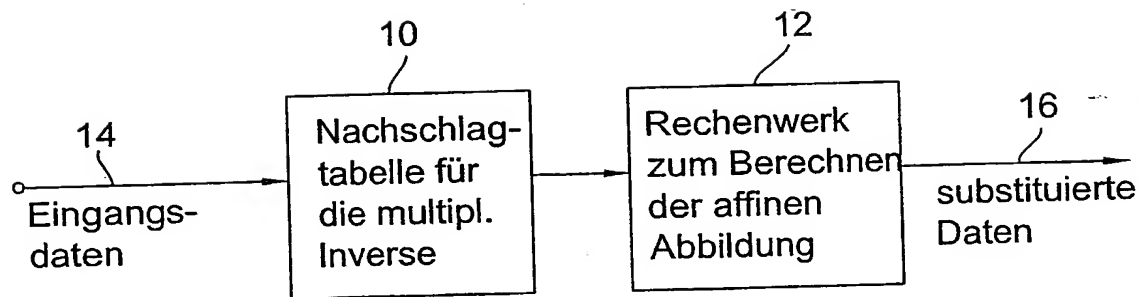 10
12
14
16
Eingangs-
daten
Nachschlag-
tabelle für
die multipl.
Inverse
Rechenwerk
zum Berechnen
der affinen
Abbildung
substituierte
Daten